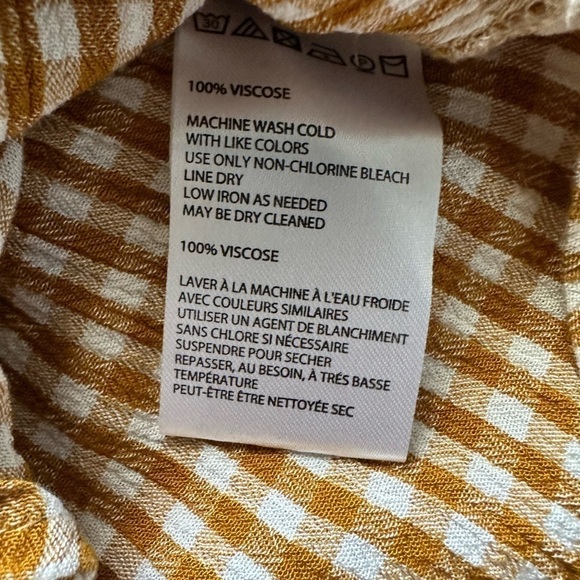 30
100% VISCOSE
MACHINE WASH COLD
WITH LIKE COLORS
USE ONLY NON-CHLORINE BLEACH
LINE DRY
LOW IRON AS NEEDED
MAY BE DRY CLEANED
100% VISCOSE
LAVER À LA MACHINE À L'EAU FROIDE
AVEC COULEURS SIMILAIRES
UTILISER UN AGENT DE BLANCHIMENT
SANS CHLORE SI NÉCESSAIRE
SUSPENDRE POUR SECHER
REPASSER, AU BESOIN, À TRÉS BASSE
TEMPÉRATURE
PEUT-ÊTRE ÊTRE NETTOYÉE SEC